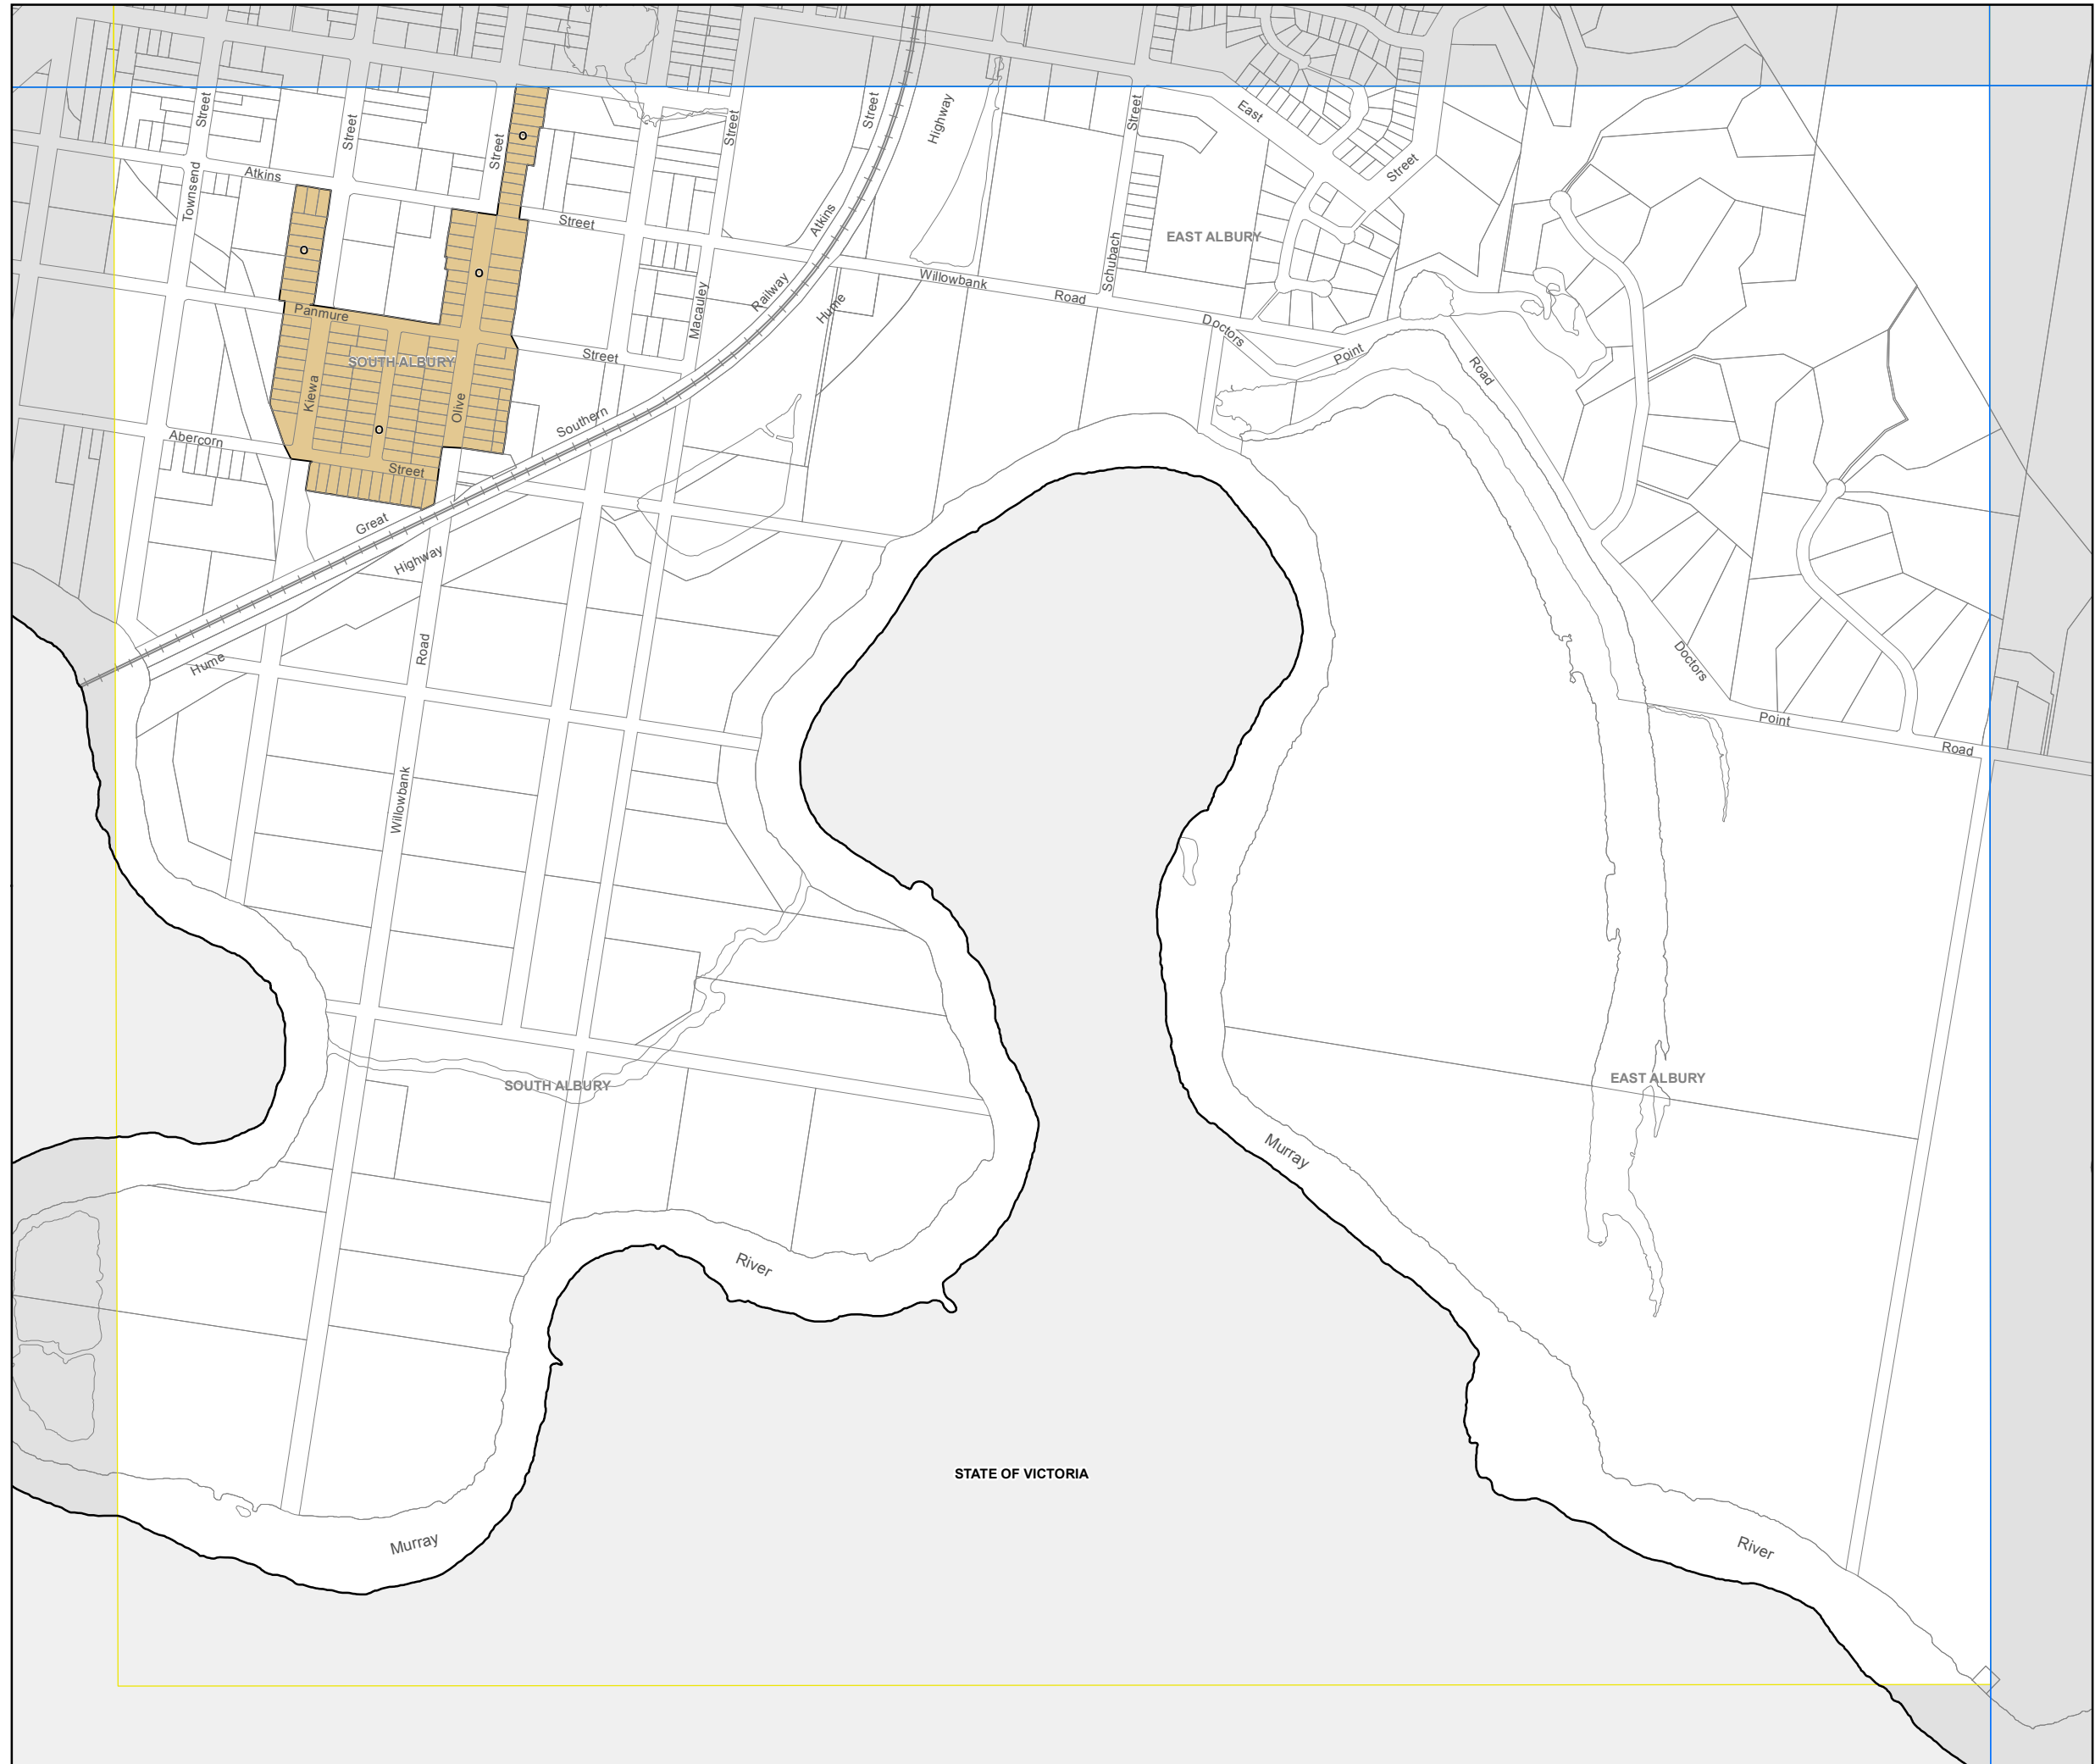 East
Street
Street
Street
Street
Street
Highway
Street
O
Street
Atkins
Townsend
Street
Atkins
EAST ALBURY
O
Schubach
O
Willowbank
Road
Railway
Hume
Macauley
Panmure
Doctors
Street
Point
SOUTH ALBURY
Road
Kiewa
Olive
Southern
O
Abercorn
Street
Great
Highway
Road
Hume
Doctors
Point
Road
Willowbank
SOUTH ALBURY
EAST ALBURY
Murray
River
STATE OF VICTORIA
Murray
River